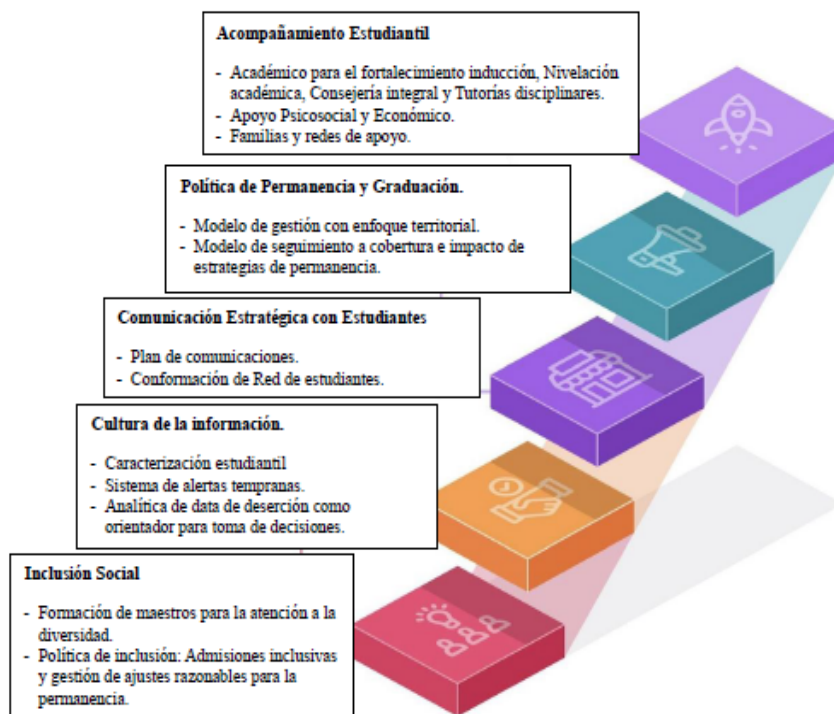 Acompañamiento Estudiantil
- Académico para el fortalecimiento inducción, Nivelación
académica, Consejería integral y Tutorías disciplinares.
- Apoyo Psicosocial y Económico.
- Familias y redes de apoyo.
Política de Permanencia y Graduación.
- Modelo de gestión con enfoque territorial.
- Modelo de seguimiento a cobertura e impacto de
estrategias de permanencia.
Comunicación Estratégica con Estudiantes
- Plan de comunicaciones.
- Conformación de Red de estudiantes.
Cultura de la información.
- Caracterización estudiantil
- Sistema de alertas tempranas.
- Analítica de data de deserción como
orientador para toma de decisiones.
Inclusión Social
- Formación de maestros para la atención a la
diversidad.
- Política de inclusión: Admisiones inclusivas
y gestión de ajustes razonables para la
permanencia.